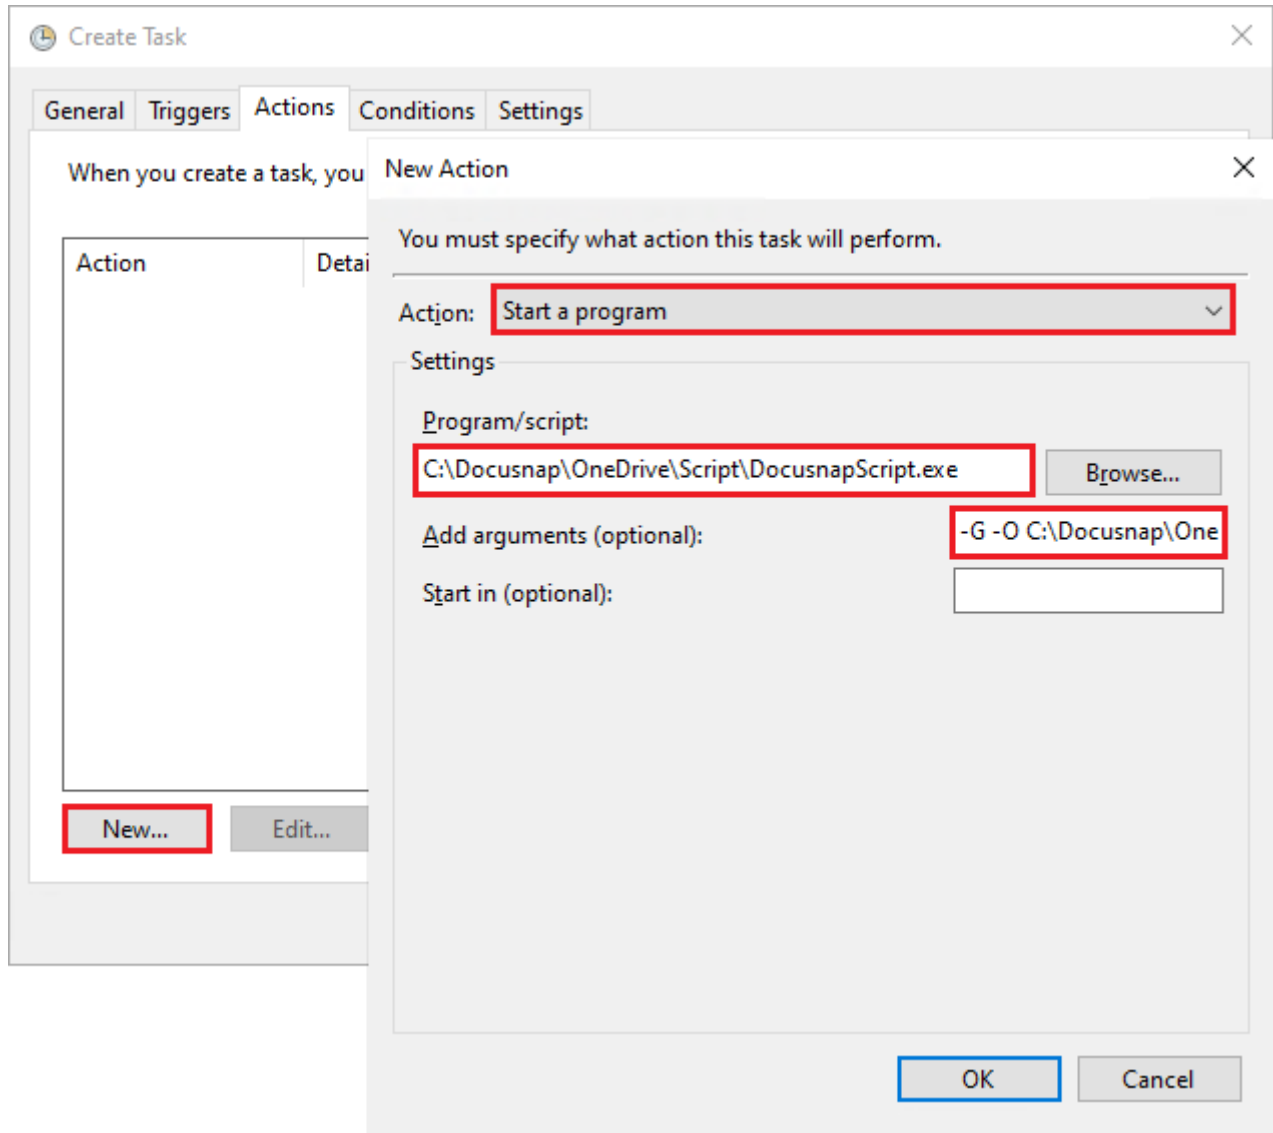 Create Task
General Triggers Actions Conditions Settings
When you create a task, you
Action Detai
New... Edit...
New Action
You must specify what action this task will perform.
Action: Start a program
Settings
Program/script:
C:\Docusnap\OneDrive\Script\DocusnapScript.exe Browse...
Add arguments (optional): -G -O C:\Docusnap\One
Start in (optional):
OK Cancel